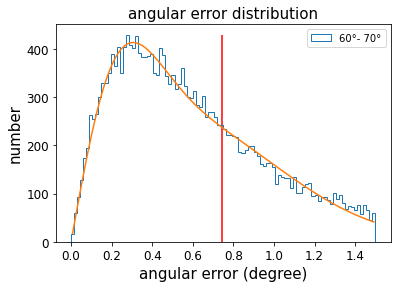 angular error distribution
60°- 70°
number
400
300
200
100
0
0.0 0.2 0.4 0.6 0.8 1.0 1.2 1.4
angular error (degree)